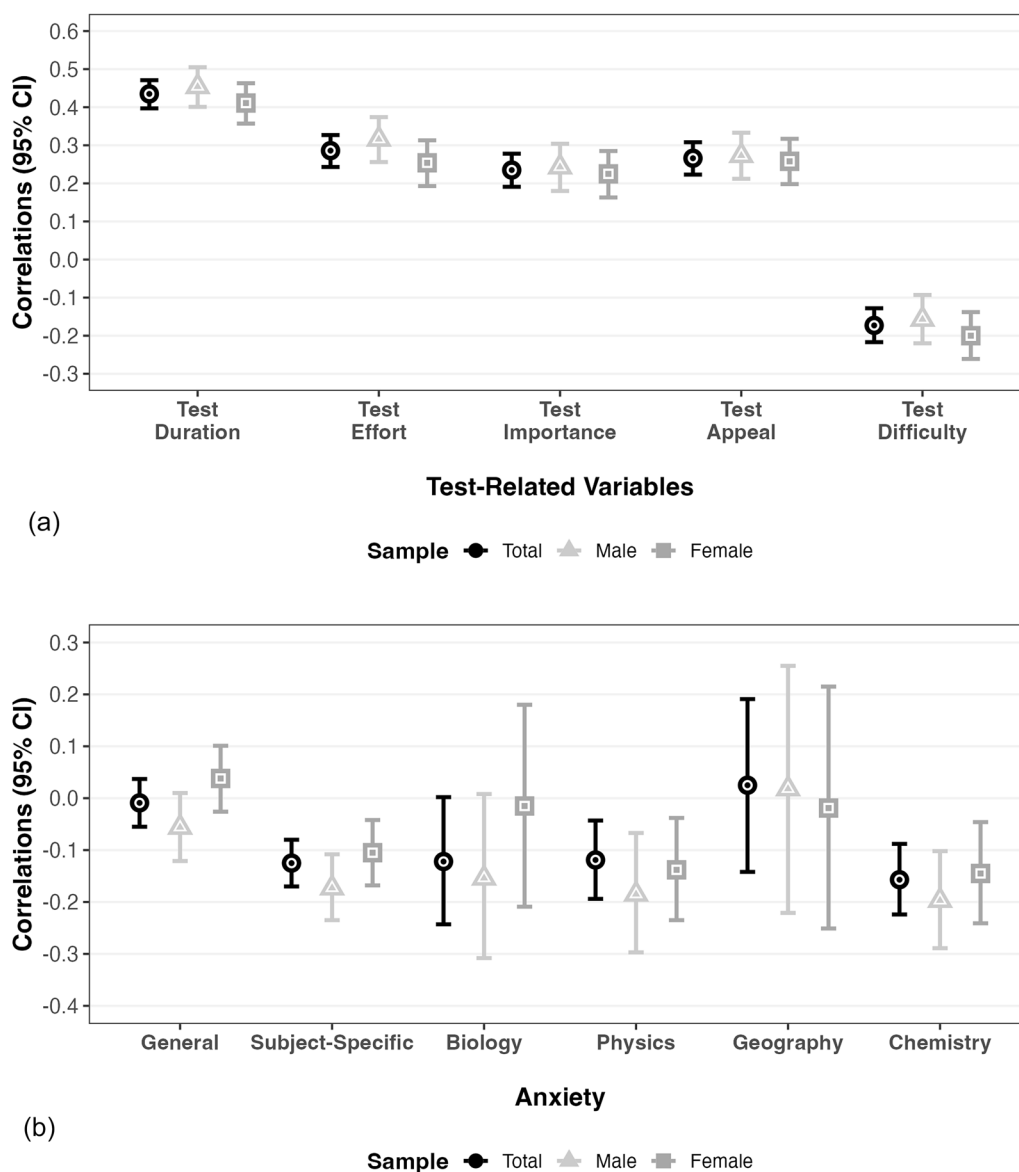 Correlations (95% CI)
0.6
0.5
0.4
0.3
0.2
0.1
0.0
-0.1
-0.2
-0.3
Test Test Test Test Test
Duration Effort Importance Appeal Difficulty
Test-Related Variables
(a)
Sample Total Male Female
Correlations (95% CI)
0.3
0.2
0.1
0.0
-0.1
-0.2
-0.3
-0.4
General Subject-Specific Biology Physics Geography Chemistry
Anxiety
(b)
Sample Total Male Female